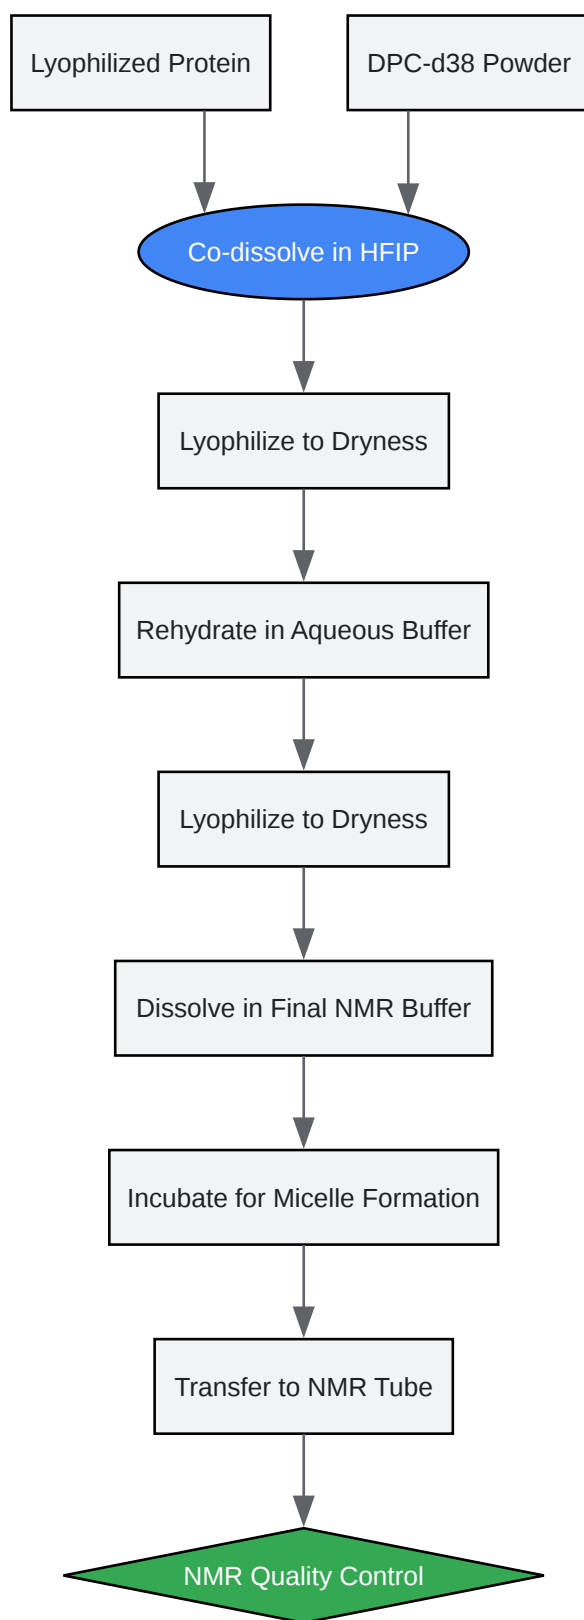 Lyophilized Protein
DPC-d38 Powder
Co-dissolve in HFIP
Lyophilize to Dryness
Rehydrate in Aqueous Buffer
Lyophilize to Dryness
Dissolve in Final NMR Buffer
Incubate for Micelle Formation
Transfer to NMR Tube
NMR Quality Control